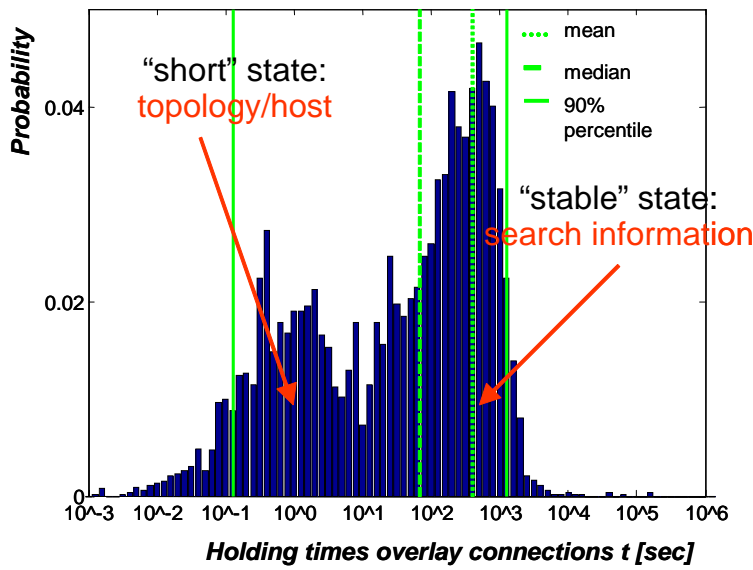 Probability
0.04
0.02
0
“short” state:
topology/host
mean
median
90%
percentile
“stable” state:
search information
10^-3 10^-2 10^-1 10^0 10^1 10^2 10^3 10^4 10^5 10^6
Holding times overlay connections t [sec]